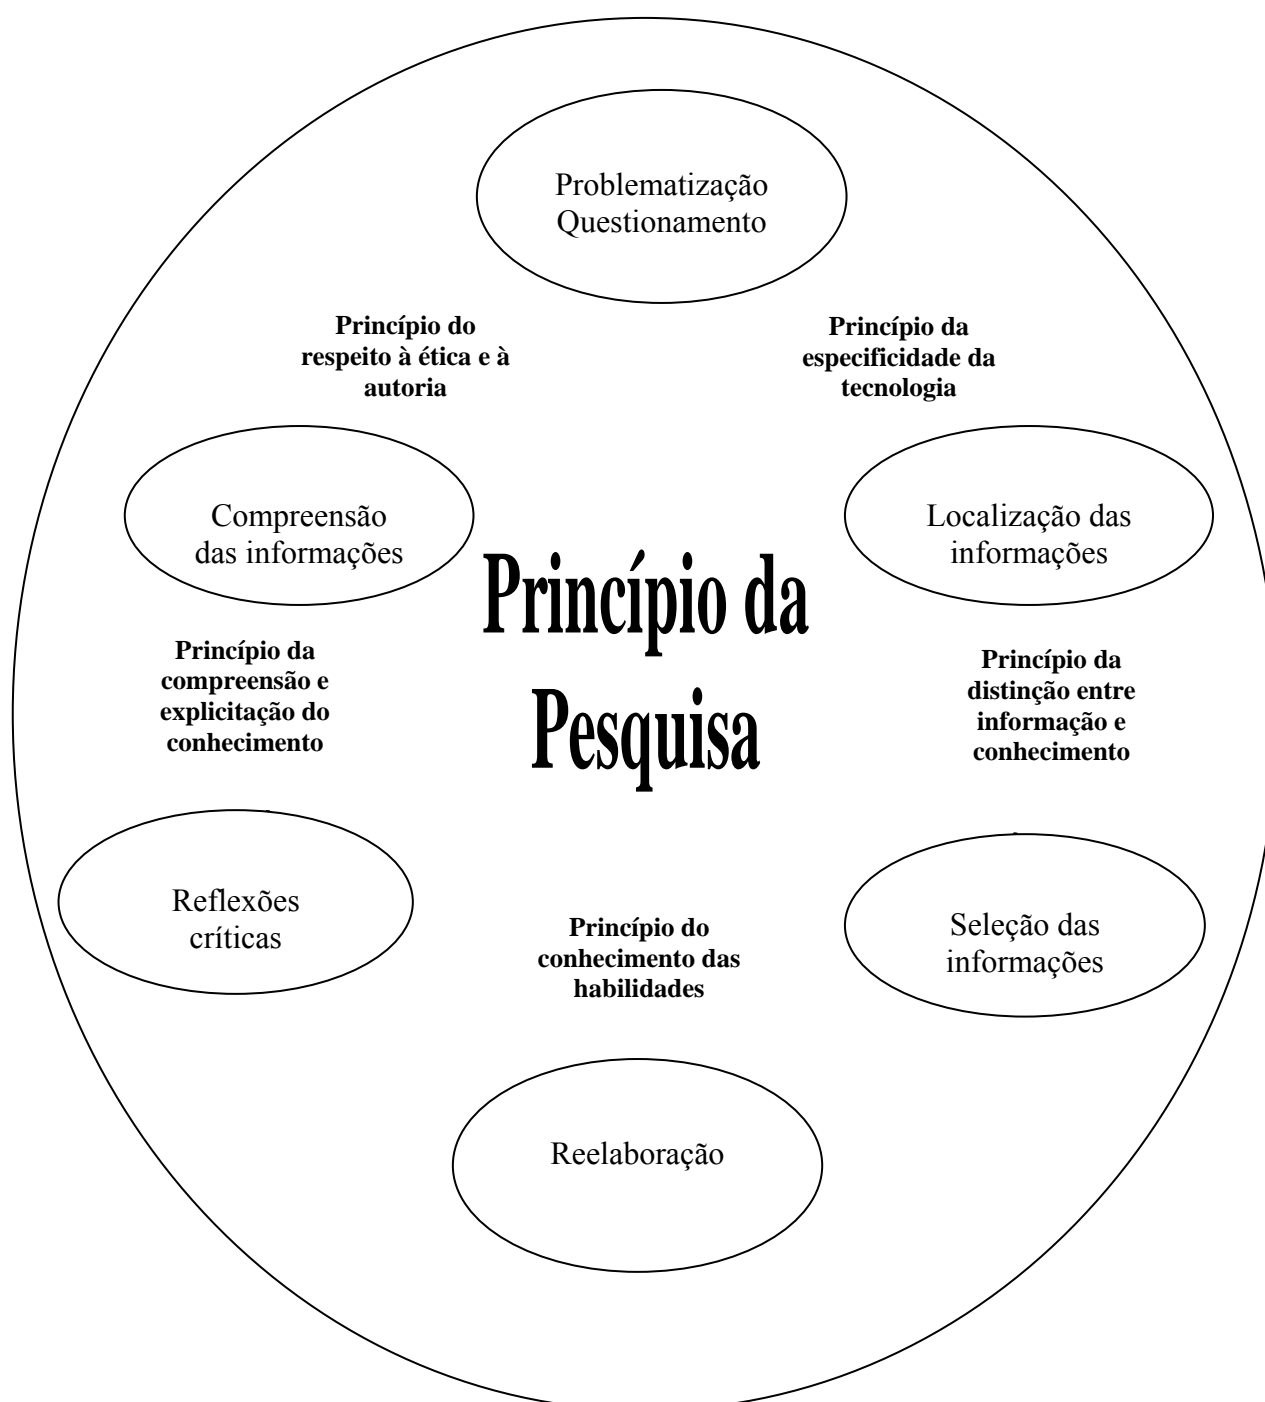 Problematização
Questionamento
Princípio do
respeito à ética e à
autoria
Princípio da
especificidade da
tecnologia
Compreensão
das informações
Localização das
informações
Princípio da
Pesquisa
Princípio da
compreensão e
explicitação do
conhecimento
Princípio da
distinção entre
informação e
conhecimento
Reflexões
críticas
Princípio do
conhecimento das
habilidades
Seleção das
informações
Reelaboração